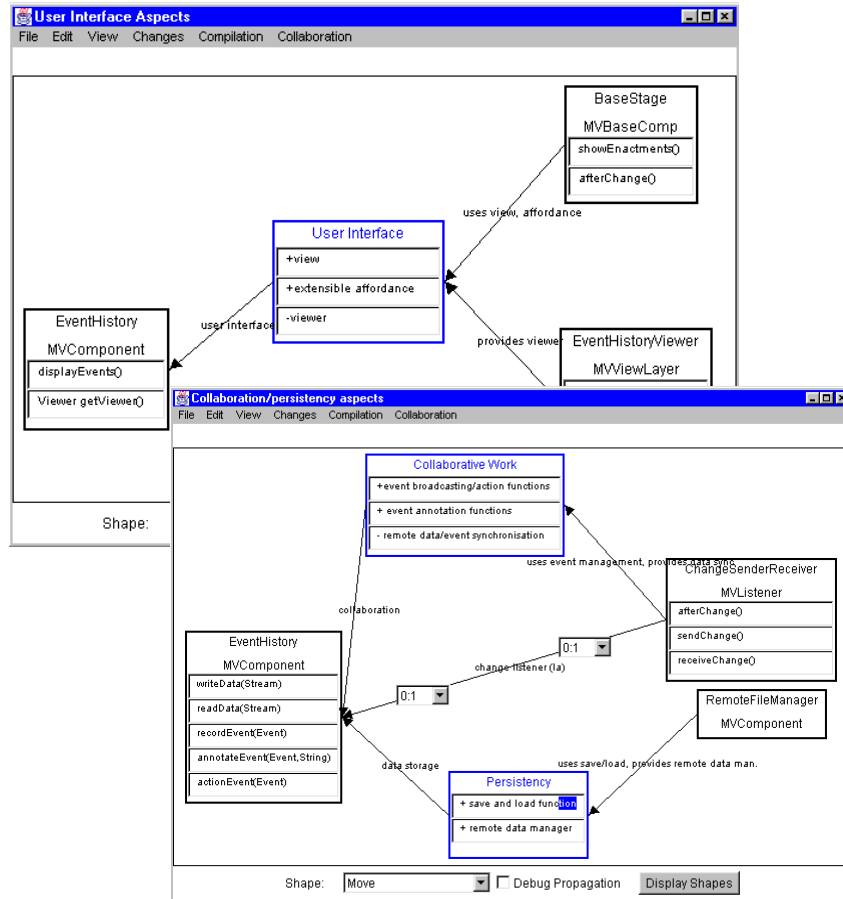 User Interface Aspects
File Edit View Changes Compilation Collaboration
BaseStage
MVBaseComp
showEnactments()
afterChange()
uses view, affordance
User Interface
+view
+extensible affordance
-viewer
EventHistory
MVComponent
displayEvents()
Viewer getViewer()
user interface
provides viewer
EventHistoryViewer
MVViewLayer
Shape:
Collaboration/persistency aspects
File Edit View Changes Compilation Collaboration
Collaborative Work
+event broadcasting/action functions
+ event annotation functions
- remote data/event synchronisation
uses event management, provides data sync
ChangeSenderReceiver
MVListener
afterChange()
sendChange()
receiveChange()
collaboration
0:1
change listener (la)
0:1
EventHistory
MVComponent
writeData(Stream)
readData(Stream)
recordEvent(Event)
annotateEvent(Event,String)
actionEvent(Event)
RemoteFileManager
MVComponent
data storage
uses save/load, provides remote data man.
Persistency
+ save and load function
+ remote data manager
Shape: Move Debug Propagation Display Shapes